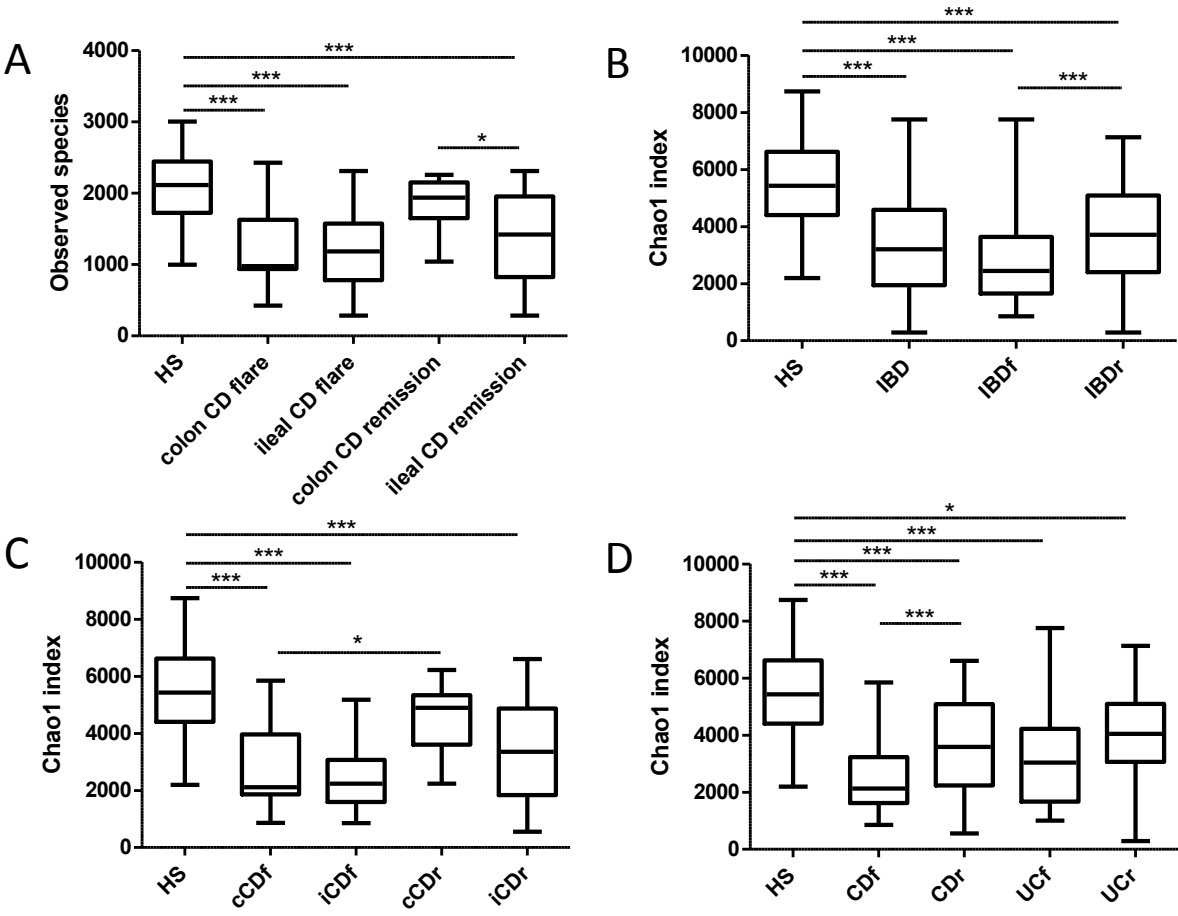 A
Observed species
4000
3000
2000
1000
0
***
***
***
*
HS
colon CD flare
ileal CD flare
colon CD remission
ileal CD remission
B
Chao1 index
10000
8000
6000
4000
2000
0
***
***
***
***
HS
IBD
IBDf
IBDr
C
Chao1 index
10000
8000
6000
4000
2000
0
***
***
***
*
HS
cCDf
iCDf
cCDr
iCDr
D
Chao1 index
10000
8000
6000
4000
2000
0
*
***
***
***
***
HS
CDf
CDr
UCf
UCr